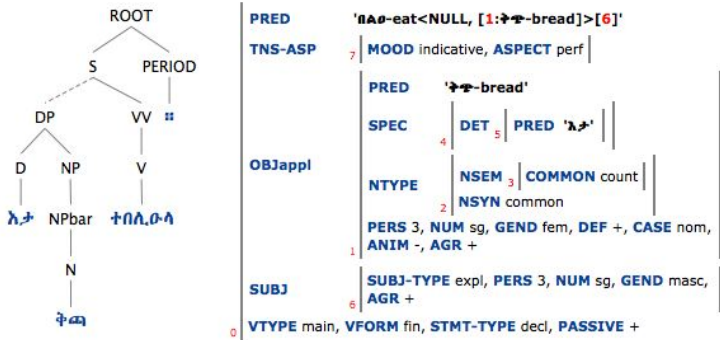 ROOT
S PERIOD
DP VV ።
D NP V
እታ NPbar ተበሊዑላ
N
ቅጫ
PRED 'በልዐ-eat<NULL, [1:ቅጫ-bread]>[6]'
TNS-ASP 7 MOOD indicative, ASPECT perf
PRED 'ቅጫ-bread'
SPEC 4 DET 5 PRED 'እታ'
OBJappl
NTYPE NSEM 3 COMMON count
2 NSYN common
PERS 3, NUM sg, GEND fem, DEF +, CASE nom,
1 ANIM -, AGR +
SUBJ SUBJ-TYPE expl, PERS 3, NUM sg, GEND masc,
6 AGR +
0 VTYPE main, VFORM fin, STMT-TYPE decl, PASSIVE +